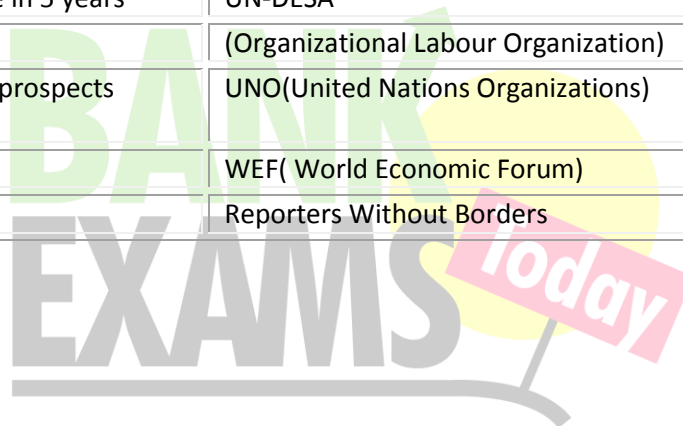 e in 5 years UN-DESA
(Organizational Labour Organization)
prospects UNO(United Nations Organizations)
WEF( World Economic Forum)
Reporters Without Borders
BANK
EXAMS
Today